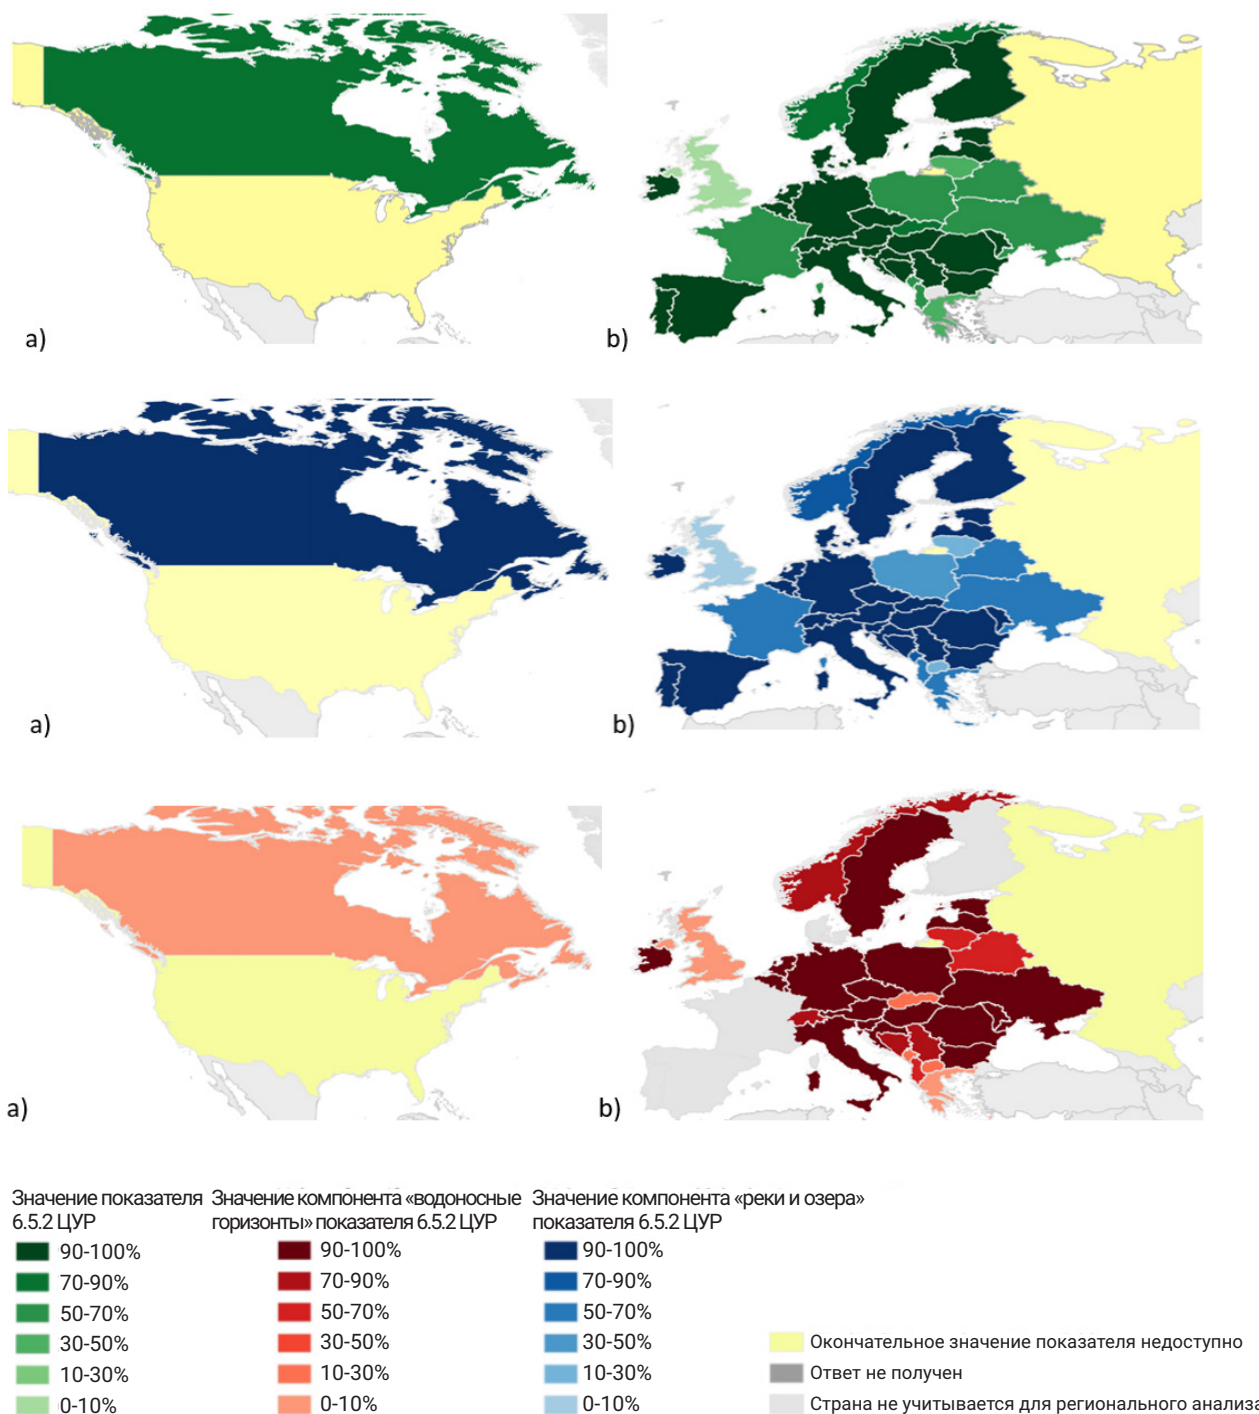 a)
b)
a)
b)
a)
b)
Значение показателя
6.5.2 ЦУР
90-100%
70-90%
50-70%
30-50%
10-30%
0-10%
Значение компонента «водоносные
горизонты» показателя 6.5.2 ЦУР
90-100%
70-90%
50-70%
30-50%
10-30%
0-10%
Значение компонента «реки и озера»
показателя 6.5.2 ЦУР
90-100%
70-90%
50-70%
30-50%
10-30%
0-10%
Окончательное значение показателя недоступно
Ответ не получен
Страна не учитывается для регионального анализа